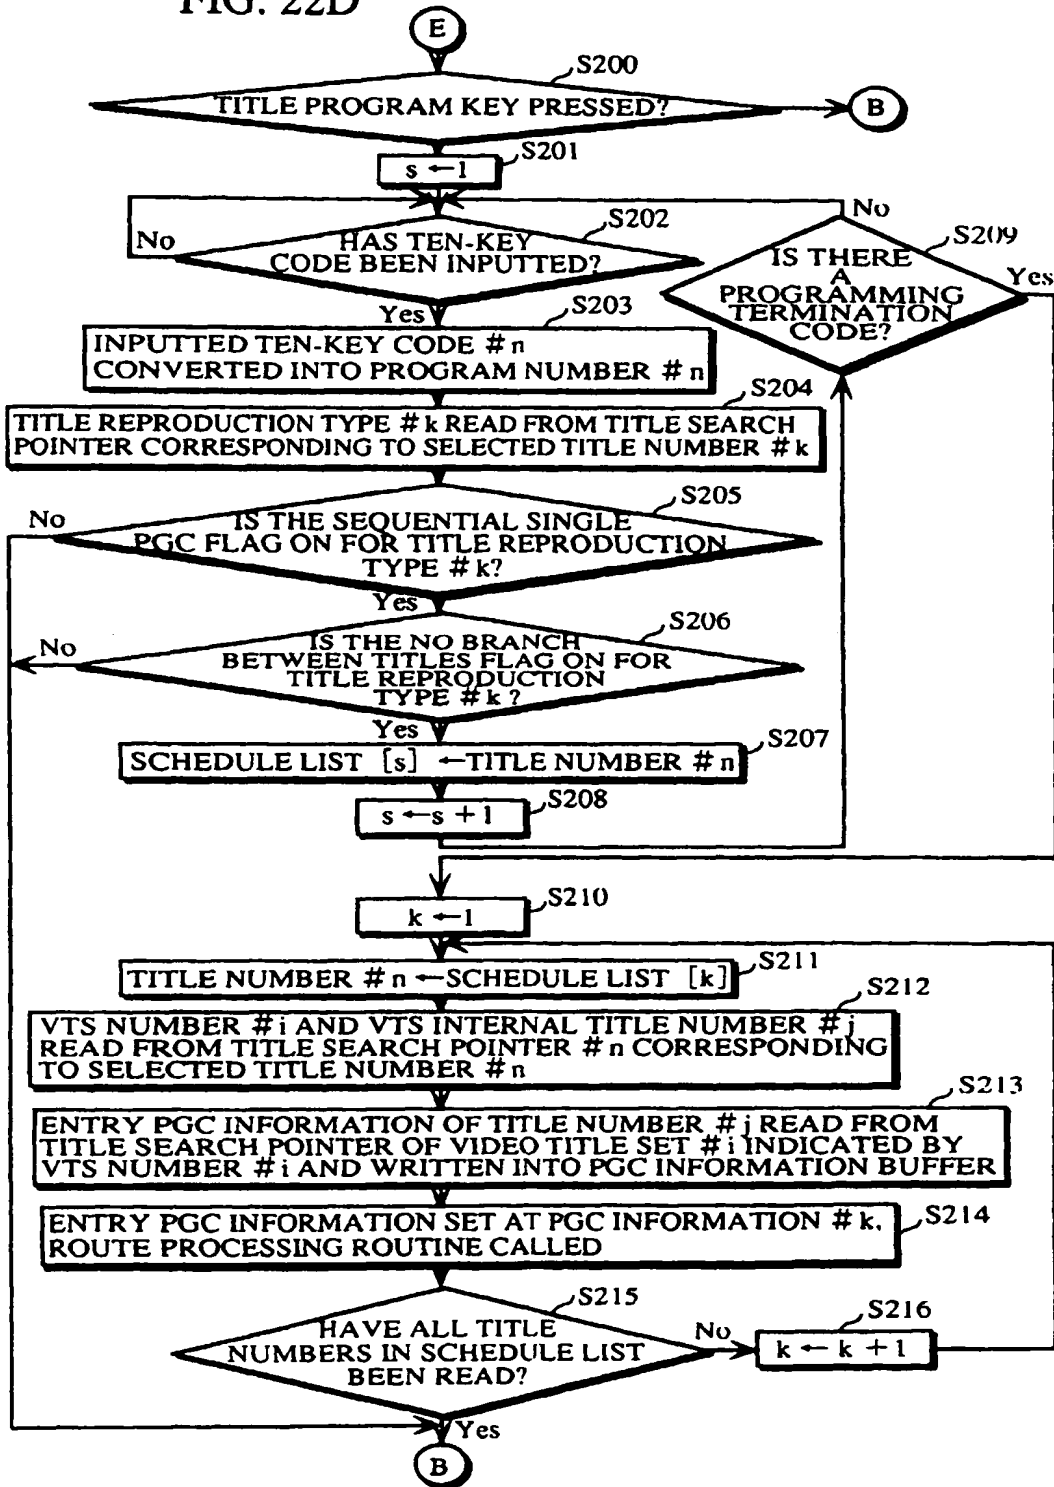 FIG. 22D
E
S200
TITLE PROGRAM KEY PRESSED?
B
S201
s ← 1
S202
No
HAS TEN-KEY
CODE BEEN INPUTTED?
No
S209
IS THERE
A
PROGRAMMING
TERMINATION
CODE?
Yes
Yes
S203
INPUTTED TEN-KEY CODE #n
CONVERTED INTO PROGRAM NUMBER #n
S204
TITLE REPRODUCTION TYPE #k READ FROM TITLE SEARCH
POINTER CORRESPONDING TO SELECTED TITLE NUMBER #k
S205
No
IS THE SEQUENTIAL SINGLE
PGC FLAG ON FOR TITLE REPRODUCTION
TYPE #k?
Yes
S206
No
IS THE NO BRANCH
BETWEEN TITLES FLAG ON FOR
TITLE REPRODUCTION
TYPE #k?
Yes
S207
SCHEDULE LIST [s] ←TITLE NUMBER #n
S208
s ← s + 1
S210
k ← 1
S211
TITLE NUMBER #n ←SCHEDULE LIST [k]
S212
VTS NUMBER #i AND VTS INTERNAL TITLE NUMBER #j
READ FROM TITLE SEARCH POINTER #n CORRESPONDING
TO SELECTED TITLE NUMBER #n
S213
ENTRY PGC INFORMATION OF TITLE NUMBER #j READ FROM
TITLE SEARCH POINTER OF VIDEO TITLE SET #i INDICATED BY
VTS NUMBER #i AND WRITTEN INTO PGC INFORMATION BUFFER
S214
ENTRY PGC INFORMATION SET AT PGC INFORMATION #k,
ROUTE PROCESSING ROUTINE CALLED
S215
HAVE ALL TITLE
NUMBERS IN SCHEDULE LIST
BEEN READ?
No
S216
k ← k + 1
Yes
B